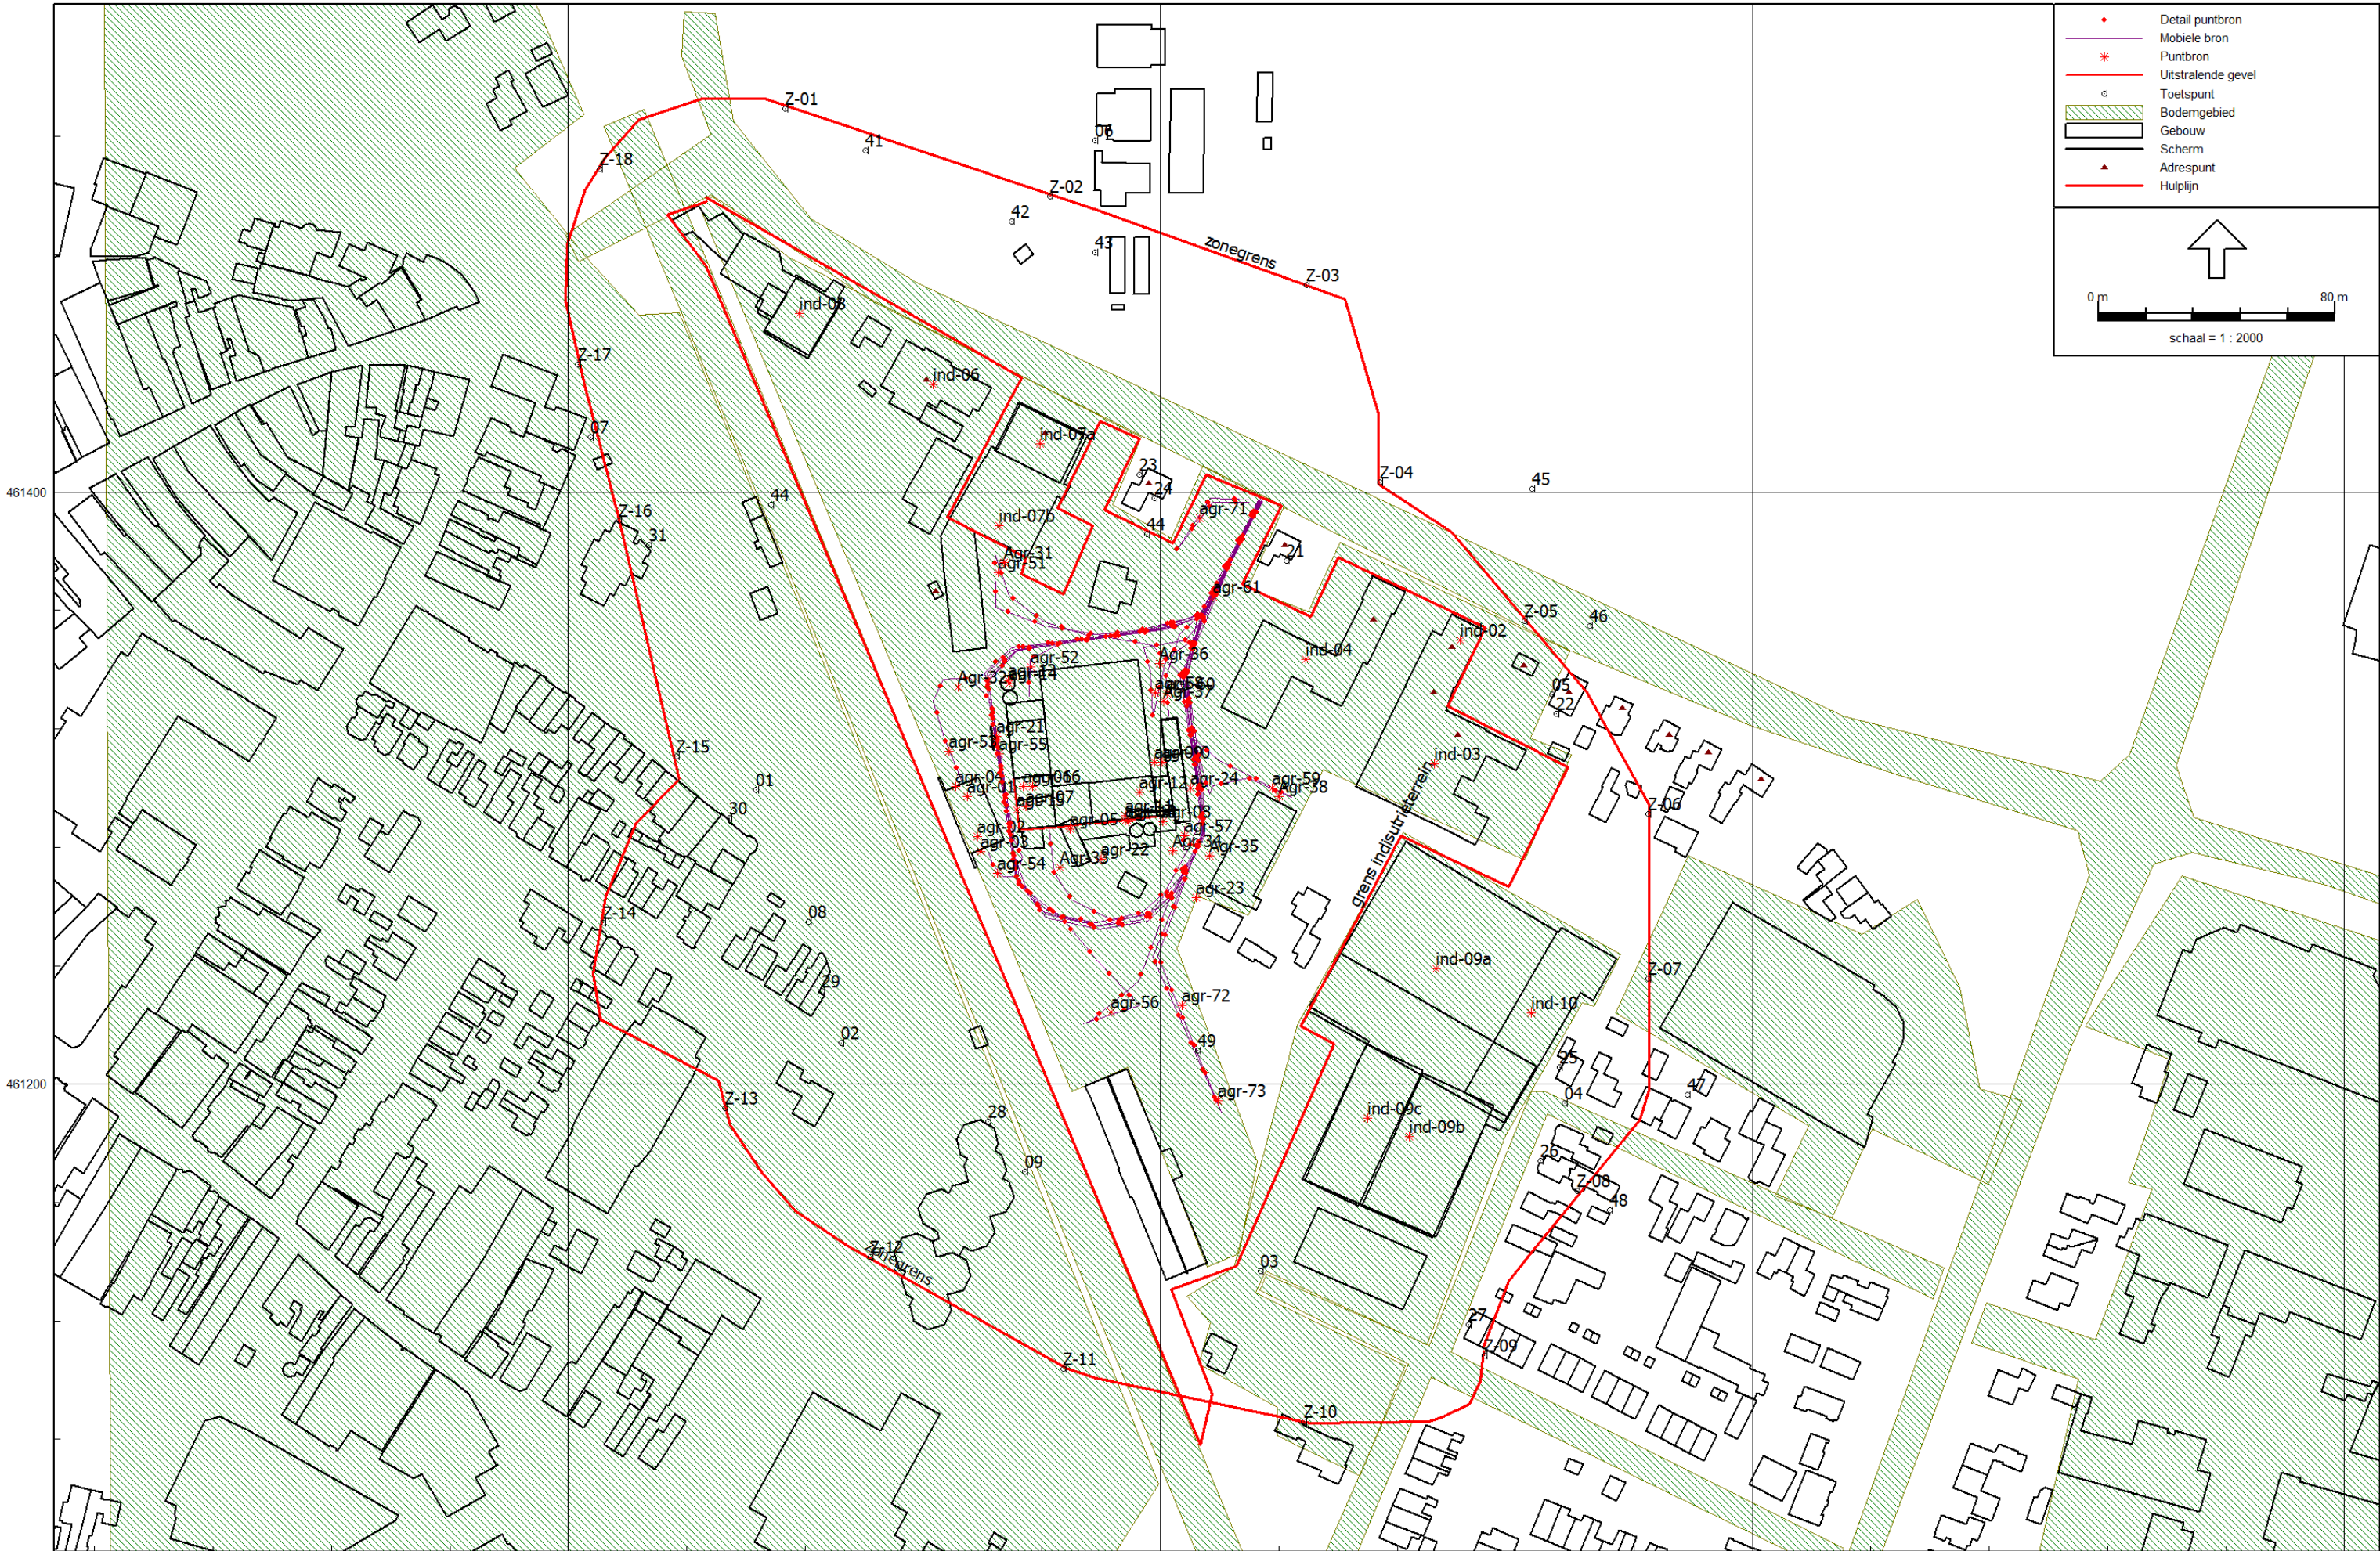 Detail puntbron
Mobiele bron
Puntbron
Uitstralende gevel
Toetspunt
Bodemgebied
Gebouw
Scherm
Adrespunt
Hulplijn
0 m
80 m
schaal = 1 : 2000
Z-01
41
06
Z-18
Z-02
42
43
zonegrens
Z-03
ind-08
Z-17
ind-06
07
ind-07a
23
24
Z-04
45
461400
44
Z-16
31
ind-07b
44
agr-71
21
Agr-31
agr-51
agr-61
Z-05
46
ind-02
ind-04
agr-52
Agr-36
Agr-32
agr-14
Agr-37
05
22
agr-21
agr-55
agr-53
Z-15
01
ind-03
agr-04
agr-01
agr-12
agr-24
agr-59
Agr-38
Z-06
30
agr-02
agr-03
agr-05
agr-08
agr-57
agr-54
Agr-33
agr-22
Agr-34
Agr-35
grens indisutrieterrein
agr-23
Z-14
08
29
ind-09a
Z-07
agr-56
agr-72
ind-10
02
49
25
461200
Z-13
28
agr-73
04
47
ind-09c
ind-09b
09
26
Z-08
48
Z-12
zonegrens
03
27
Z-09
Z-11
Z-10